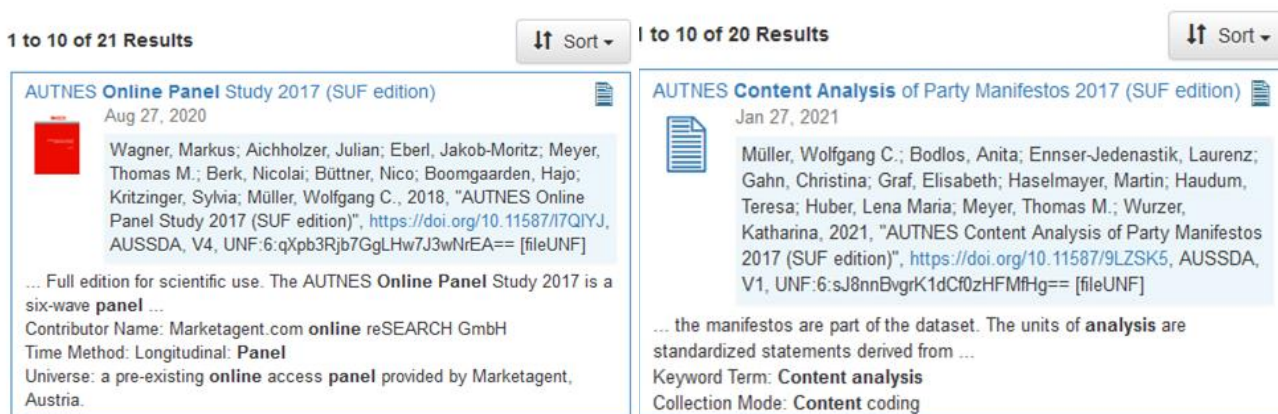 1 to 10 of 21 Results
Sort
AUTNES Online Panel Study 2017 (SUF edition)
Aug 27, 2020
Wagner, Markus; Aichholzer, Julian; Eberl, Jakob-Moritz; Meyer,
Thomas M.; Berk, Nicolai; Büttner, Nico; Boomgaarden, Hajo;
Kritzinger, Sylvia; Müller, Wolfgang C., 2018, "AUTNES Online
Panel Study 2017 (SUF edition)", https://doi.org/10.11587/I7QIYJ,
AUSSDA, V4, UNF:6:qXpb3Rjb7GgLHw7J3wNrEA== [fileUNF]
... Full edition for scientific use. The AUTNES Online Panel Study 2017 is a
six-wave panel ...
Contributor Name: Marketagent.com online reSEARCH GmbH
Time Method: Longitudinal: Panel
Universe: a pre-existing online access panel provided by Marketagent,
Austria.
1 to 10 of 20 Results
Sort
AUTNES Content Analysis of Party Manifestos 2017 (SUF edition)
Jan 27, 2021
Müller, Wolfgang C.; Bodlos, Anita; Ennser-Jedenastik, Laurenz;
Gahn, Christina; Graf, Elisabeth; Haselmayer, Martin; Haudum,
Teresa; Huber, Lena Maria; Meyer, Thomas M.; Wurzer,
Katharina, 2021, "AUTNES Content Analysis of Party Manifestos
2017 (SUF edition)", https://doi.org/10.11587/9LZSK5, AUSSDA,
V1, UNF:6:sJ8nnBvgrK1dCf0zHFMfHg== [fileUNF]
... the manifestos are part of the dataset. The units of analysis are
standardized statements derived from ...
Keyword Term: Content analysis
Collection Mode: Content coding